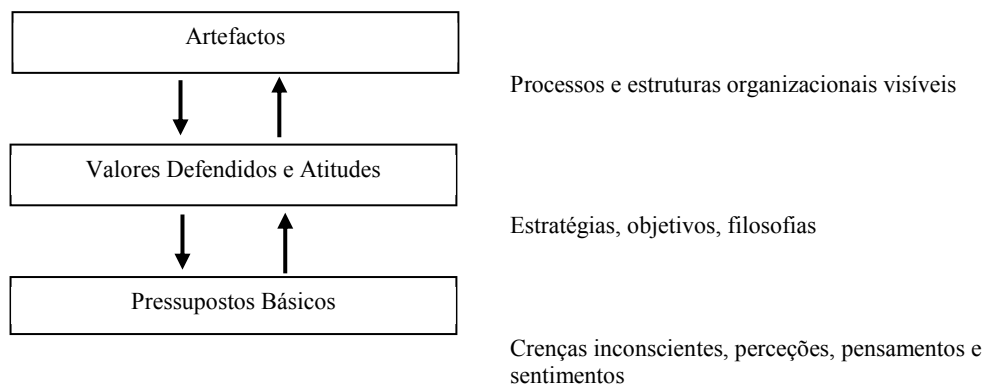 Artefactos
Processos e estruturas organizacionais visíveis
Valores Defendidos e Atitudes
Estratégias, objetivos, filosofias
Pressupostos Básicos
Crenças inconscientes, perceções, pensamentos e
sentimentos